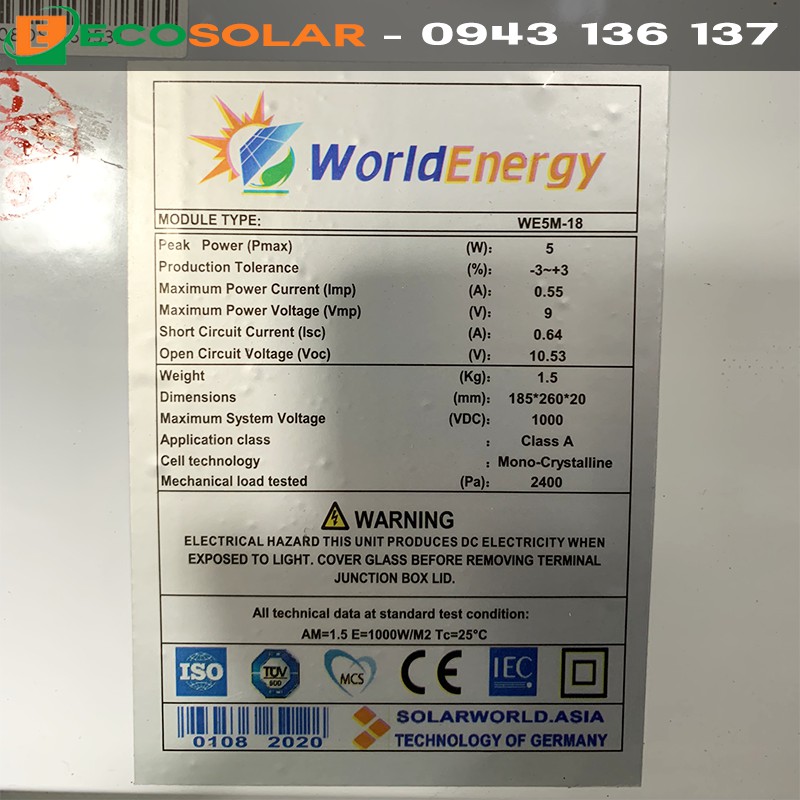 ECOSOLAR - 0943 136 137
WorldEnergy
MODULE TYPE: WE5M-18
Peak Power (Pmax) (W): 5
Production Tolerance (%): -3~+3
Maximum Power Current (Imp) (A): 0.55
Maximum Power Voltage (Vmp) (V): 9
Short Circuit Current (Isc) (A): 0.64
Open Circuit Voltage (Voc) (V): 10.53
Weight (Kg): 1.5
Dimensions (mm): 185*260*20
Maximum System Voltage (VDC): 1000
Application class : Class A
Cell technology : Mono-Crystalline
Mechanical load tested (Pa): 2400
WARNING
ELECTRICAL HAZARD THIS UNIT PRODUCES DC ELECTRICITY WHEN
EXPOSED TO LIGHT. COVER GLASS BEFORE REMOVING TERMINAL
JUNCTION BOX LID.
All technical data at standard test condition:
AM=1.5 E=1000W/M2 Tc=25°C
ISO TÜV SÜD MCS CE IEC
0108 2020
SOLARWORLD.ASIA
TECHNOLOGY OF GERMANY